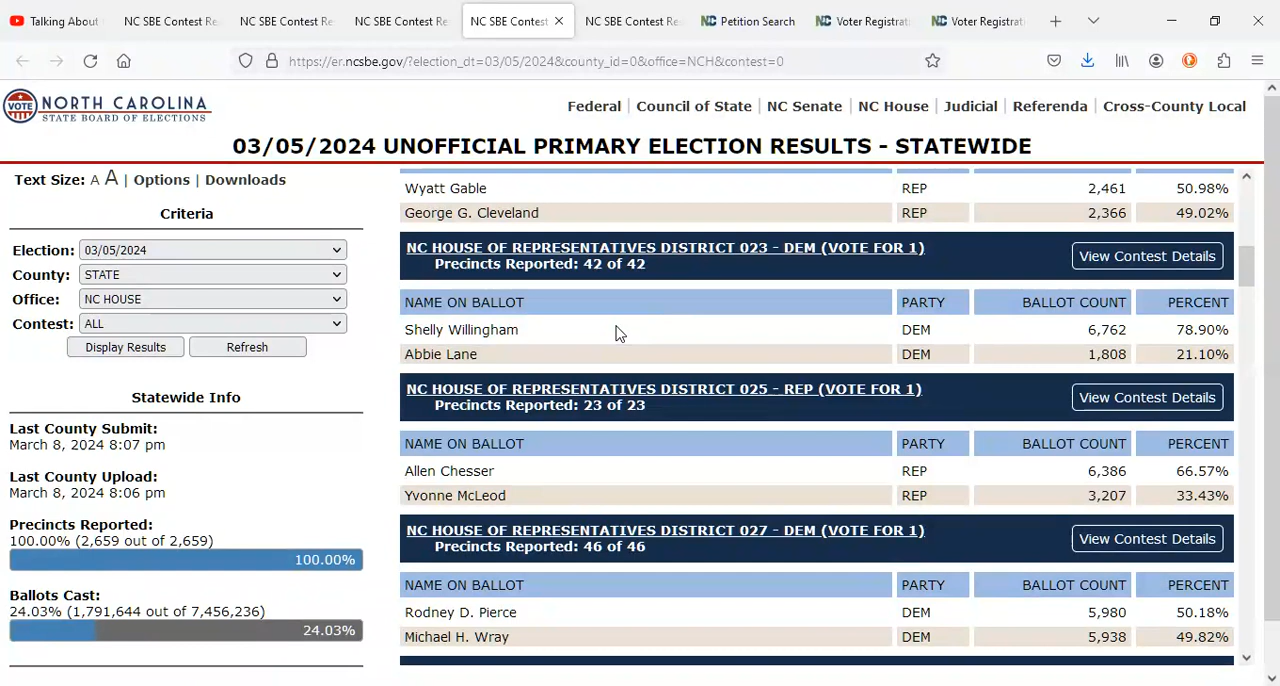 Talking About
NC SBE Contest Re
NC SBE Contest Re
NC SBE Contest Re
NC SBE Contest
NC SBE Contest Re
NC Petition Search
NC Voter Registrat
NC Voter Registrat
https://er.ncsbe.gov/?election_dt=03/05/2024&county_id=0&office=NCH&contest=0
VOTE NORTH CAROLINA
STATE BOARD OF ELECTIONS
Federal | Council of State | NC Senate | NC House | Judicial | Referenda | Cross-County Local
03/05/2024 UNOFFICIAL PRIMARY ELECTION RESULTS - STATEWIDE
Text Size: A A | Options | Downloads
Criteria
Election: 03/05/2024
County: STATE
Office: NC HOUSE
Contest: ALL
Display Results Refresh
Statewide Info
Last County Submit:
March 8, 2024 8:07 pm
Last County Upload:
March 8, 2024 8:06 pm
Precincts Reported:
100.00% (2,659 out of 2,659)
100.00%
Ballots Cast:
24.03% (1,791,644 out of 7,456,236)
24.03%
Wyatt Gable REP 2,461 50.98%
George G. Cleveland REP 2,366 49.02%
NC HOUSE OF REPRESENTATIVES DISTRICT 023 - DEM (VOTE FOR 1)
Precincts Reported: 42 of 42
View Contest Details
NAME ON BALLOT PARTY BALLOT COUNT PERCENT
Shelly Willingham DEM 6,762 78.90%
Abbie Lane DEM 1,808 21.10%
NC HOUSE OF REPRESENTATIVES DISTRICT 025 - REP (VOTE FOR 1)
Precincts Reported: 23 of 23
View Contest Details
NAME ON BALLOT PARTY BALLOT COUNT PERCENT
Allen Chesser REP 6,386 66.57%
Yvonne McLeod REP 3,207 33.43%
NC HOUSE OF REPRESENTATIVES DISTRICT 027 - DEM (VOTE FOR 1)
Precincts Reported: 46 of 46
View Contest Details
NAME ON BALLOT PARTY BALLOT COUNT PERCENT
Rodney D. Pierce DEM 5,980 50.18%
Michael H. Wray DEM 5,938 49.82%